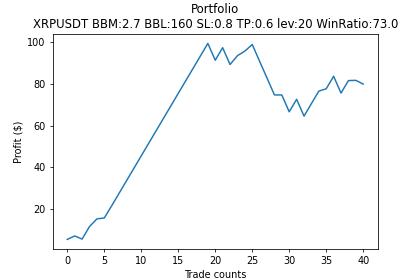 Portfolio
XRPUSDT BBM:2.7 BBL:160 SL:0.8 TP:0.6 lev:20 WinRatio:73.0
100
80
60
40
20
Profit ($)
0 5 10 15 20 25 30 35 40
Trade counts